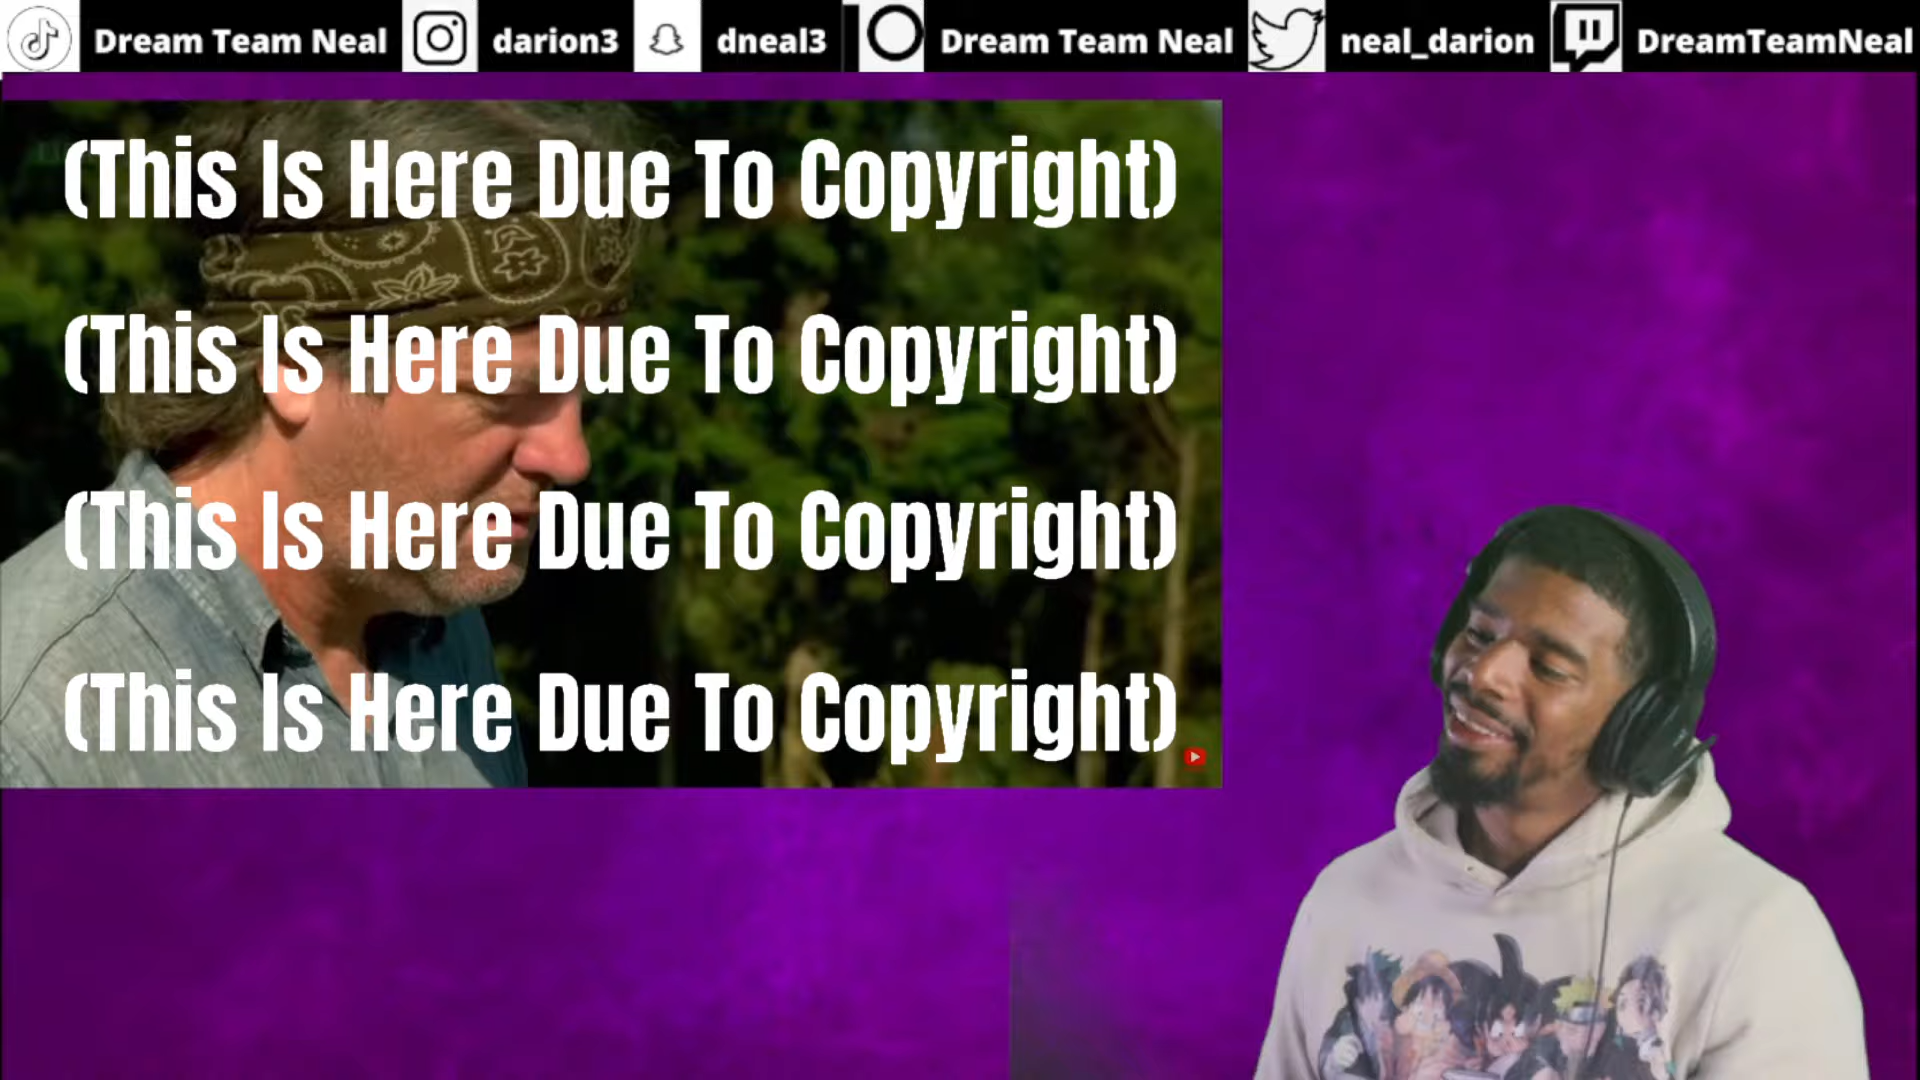 Dream Team Neal darion3 dneal3 Dream Team Neal neal_darion DreamTeamNeal
(This Is Here Due To Copyright)
(This Is Here Due To Copyright)
(This Is Here Due To Copyright)
(This Is Here Due To Copyright)